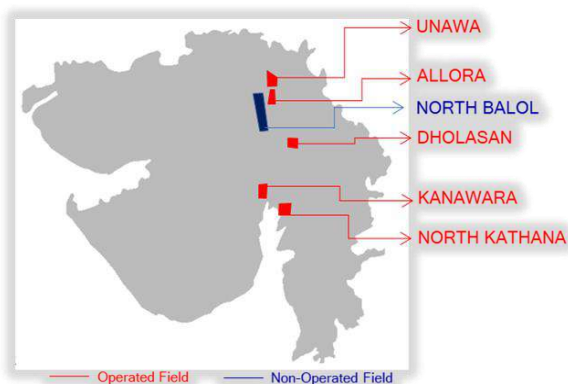 UNAWA
ALLORA
NORTH BALOL
DHOLASAN
KANAWARA
NORTH KATHANA
Operated Field
Non-Operated Field